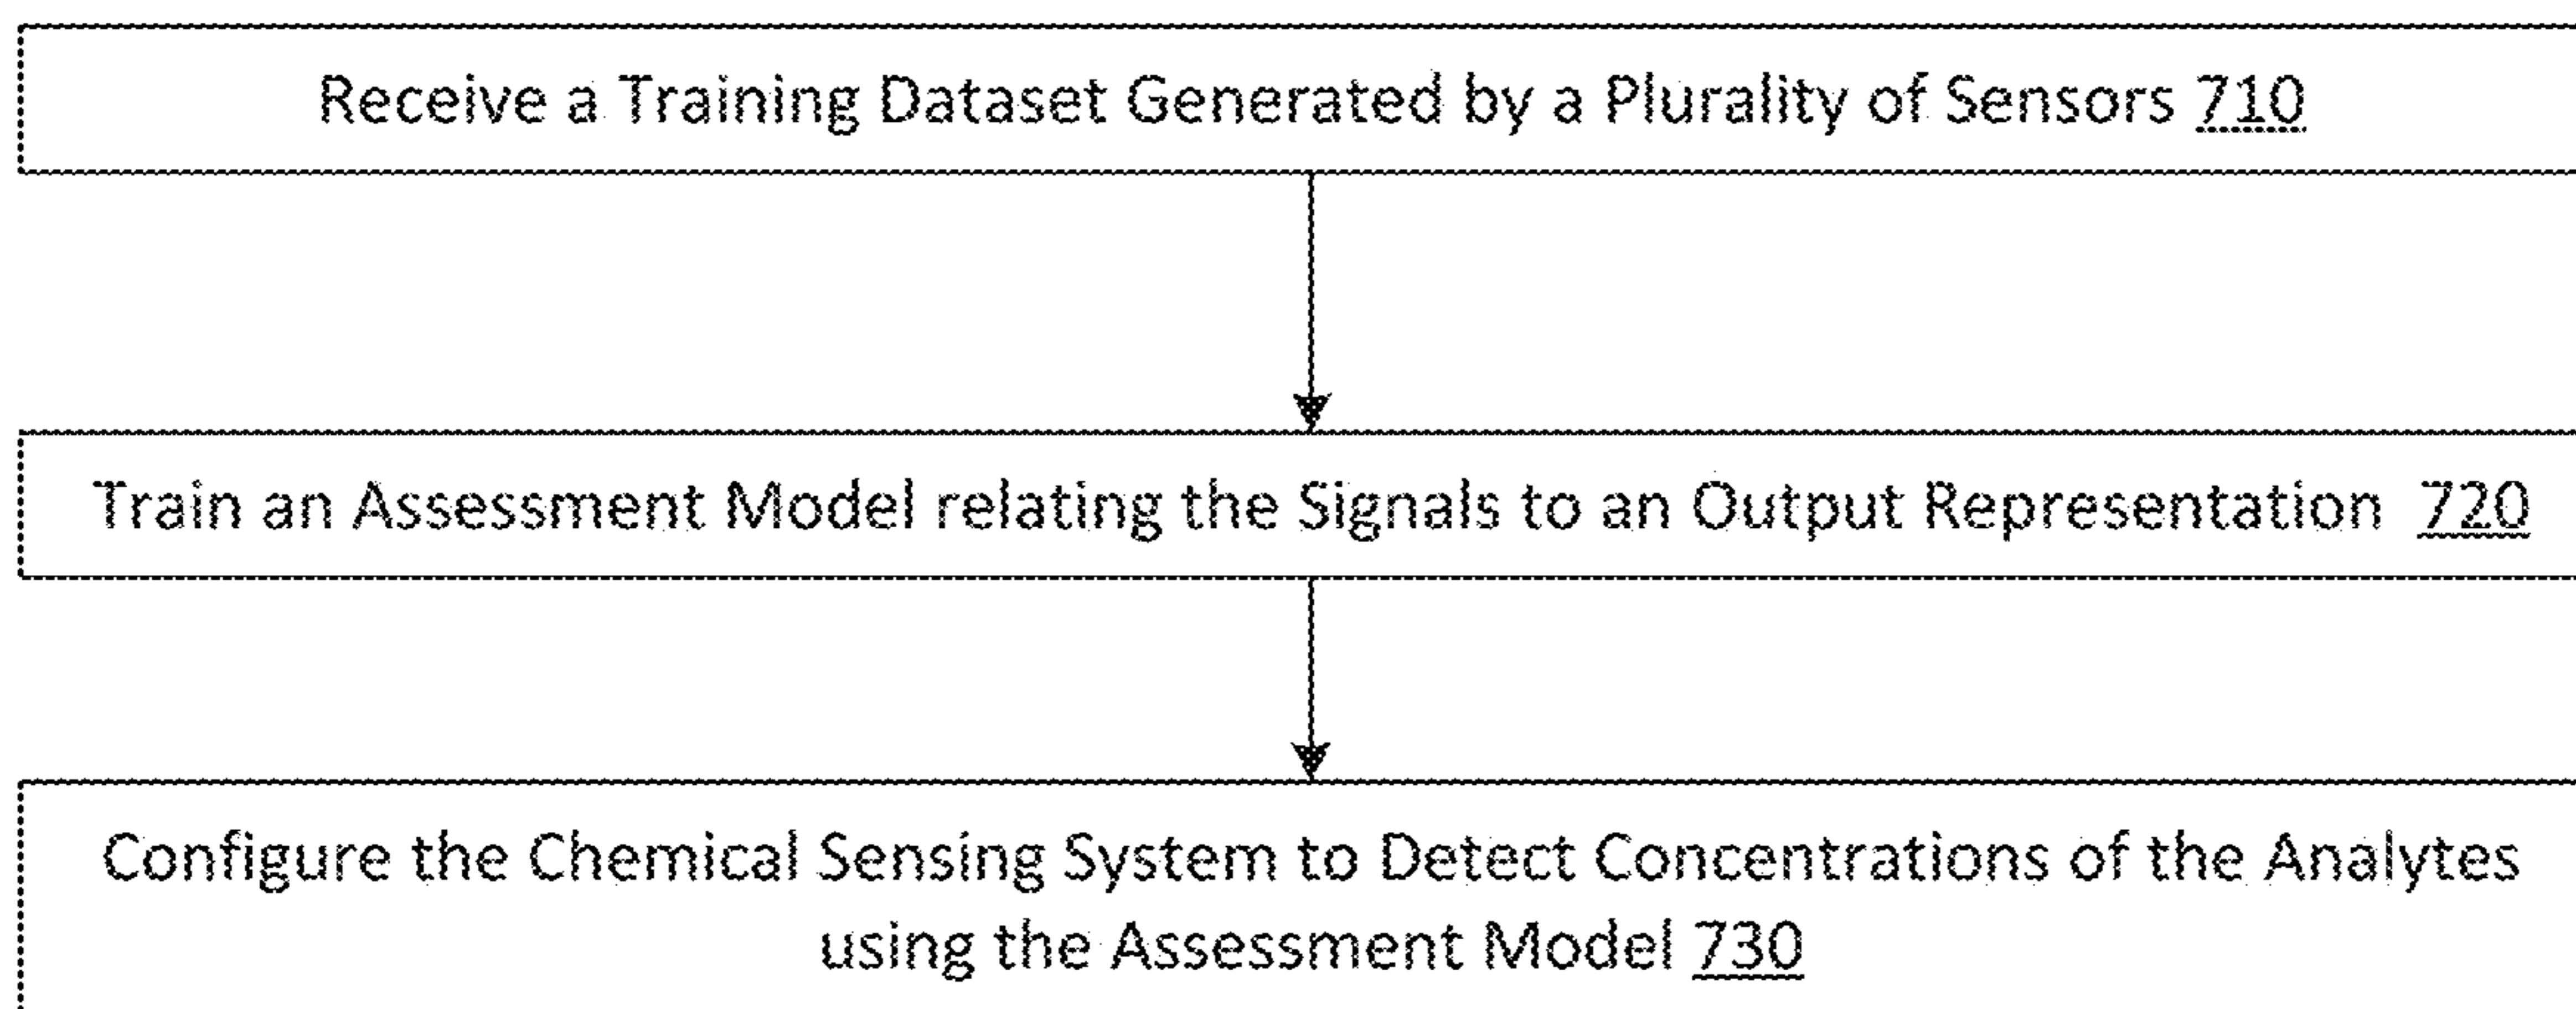 Receive a Training Dataset Generated by a Plurality of Sensors 710
Train an Assessment Model relating the Signals to an Output Representation 720
Configure the Chemical Sensing System to Detect Concentrations of the Analytes
using the Assessment Model 730